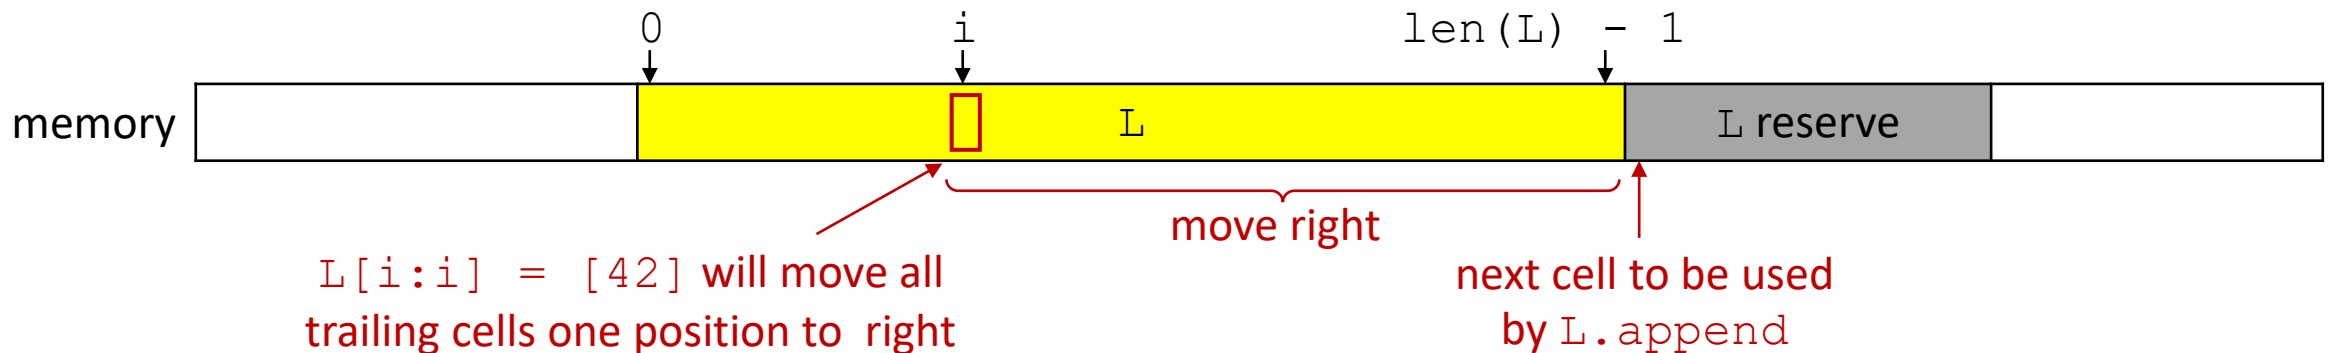 0 i len(L) - 1
memory L L reserve
move right
L[i:i] = [42] will move all
trailing cells one position to right
next cell to be used
by L.append